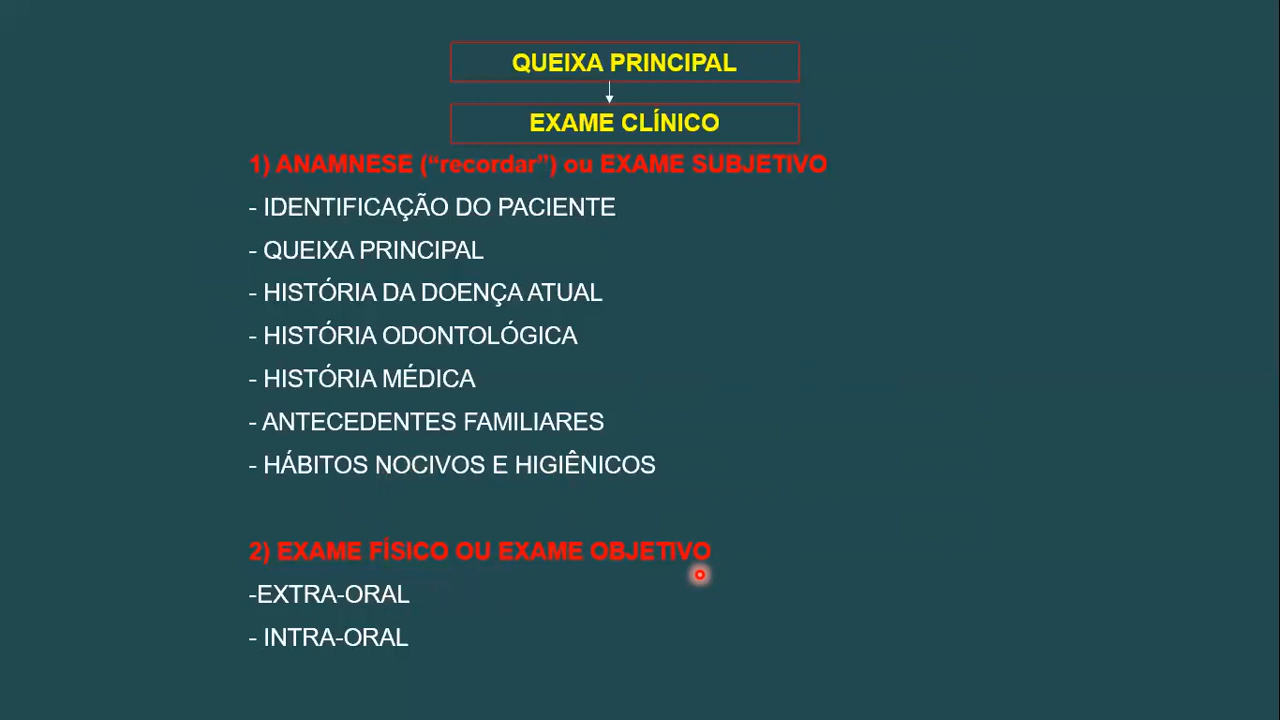 QUEIXA PRINCIPAL
EXAME CLÍNICO
1) ANAMNESE (“recordar”) ou EXAME SUBJETIVO
- IDENTIFICAÇÃO DO PACIENTE
- QUEIXA PRINCIPAL
- HISTÓRIA DA DOENÇA ATUAL
- HISTÓRIA ODONTOLÓGICA
- HISTÓRIA MÉDICA
- ANTECEDENTES FAMILIARES
- HÁBITOS NOCIVOS E HIGIÊNICOS
2) EXAME FÍSICO OU EXAME OBJETIVO
-EXTRA-ORAL
- INTRA-ORAL